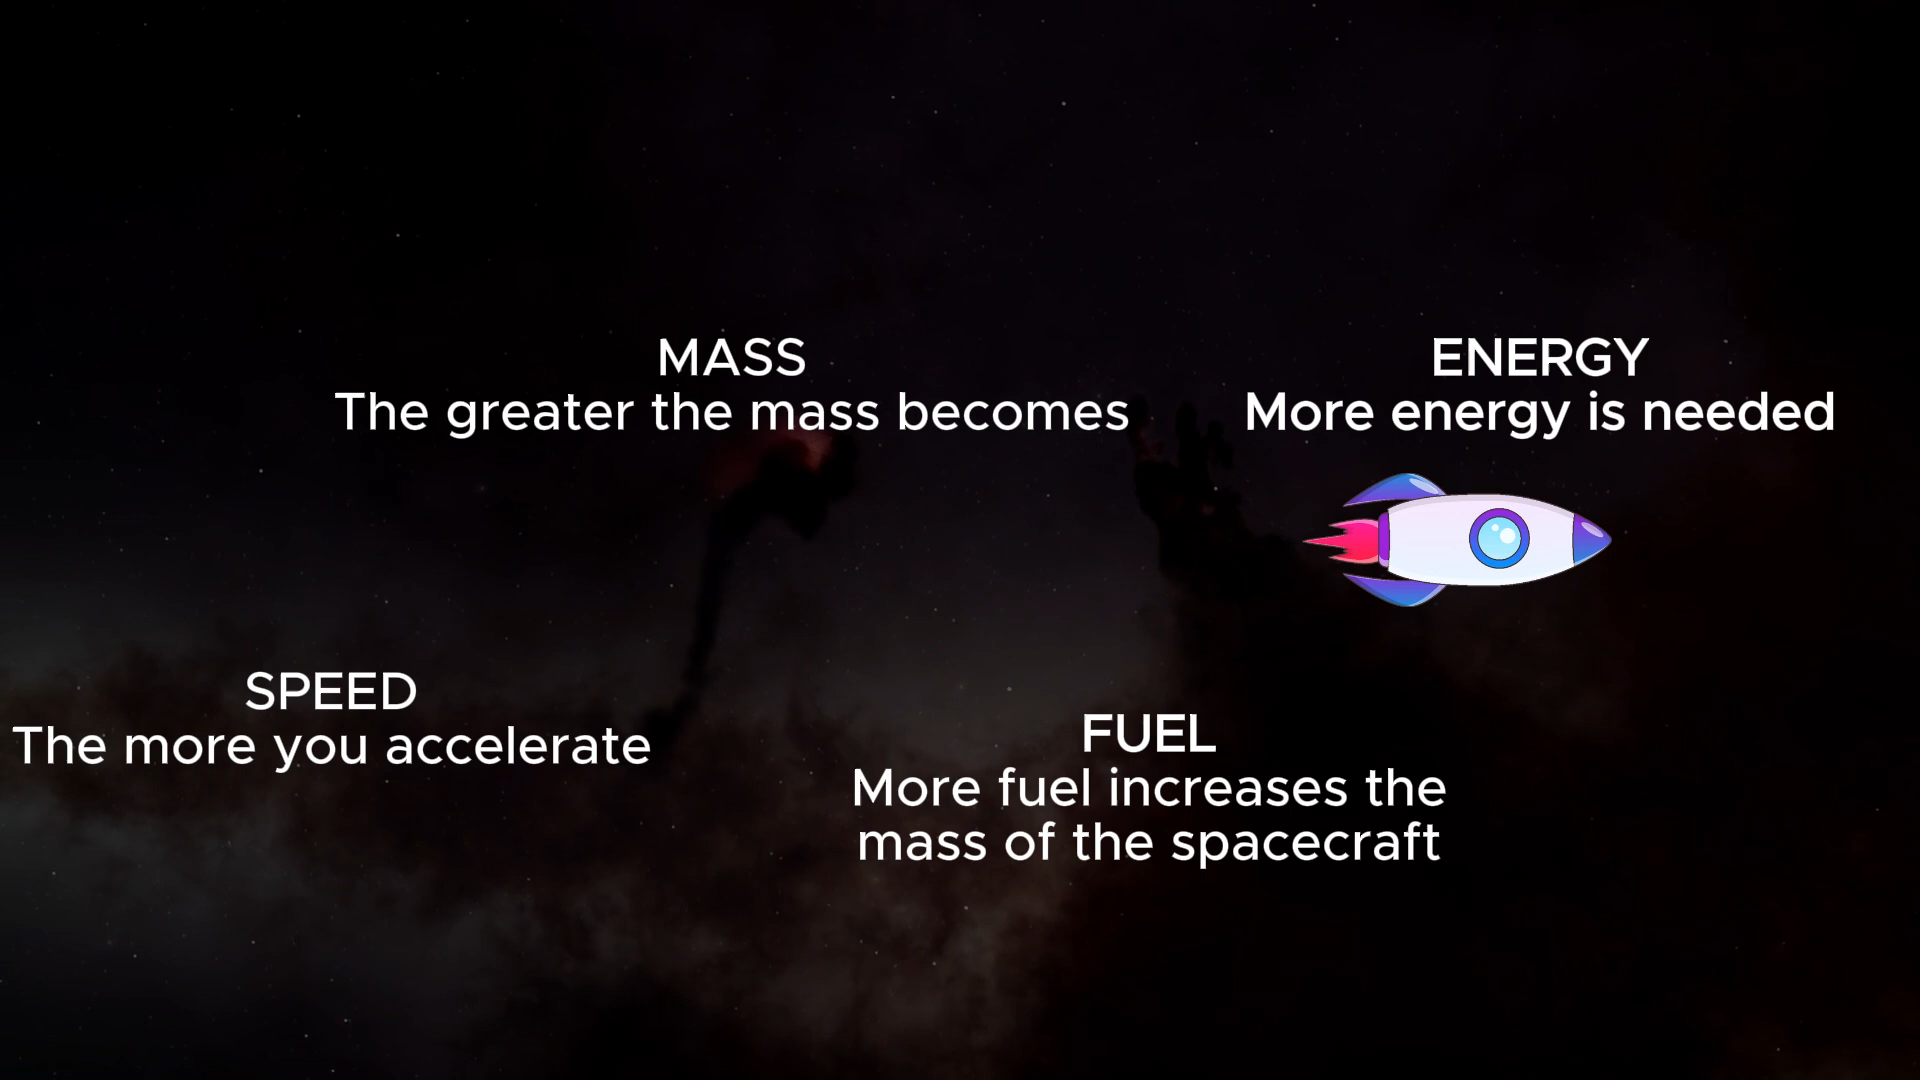 MASS
The greater the mass becomes
ENERGY
More energy is needed
SPEED
The more you accelerate
FUEL
More fuel increases the
mass of the spacecraft